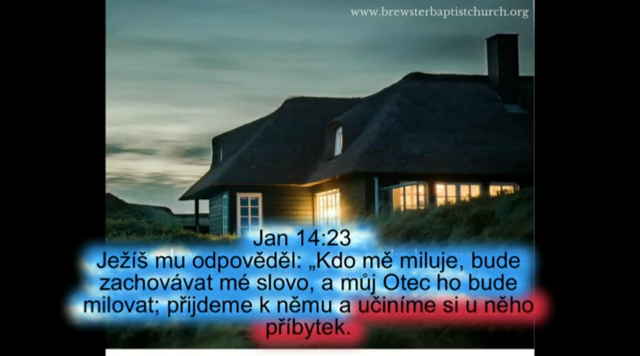 www.brewsterbaptistchurch.org
Jan 14:23
Ježíš mu odpověděl: „Kdo mě miluje, bude
zachovávat mé slovo, a můj Otec ho bude
milovat; přijdeme k němu a učiníme si u něho
příbytek.